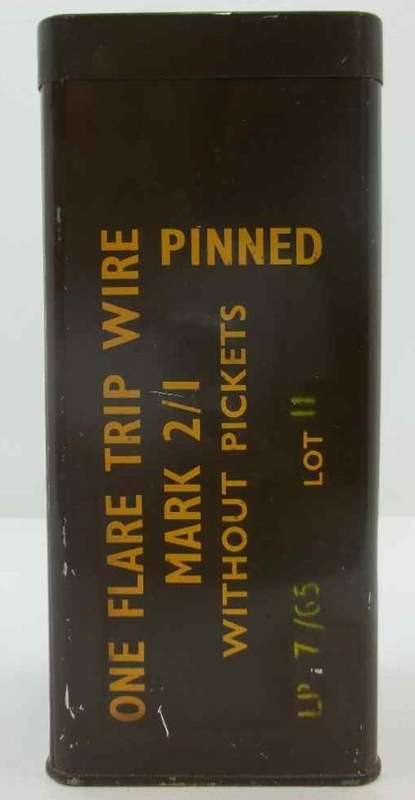 PINNED
ONE FLARE TRIP WIRE
MARK 2/1
WITHOUT PICKETS
LP 7/65 LOT 11